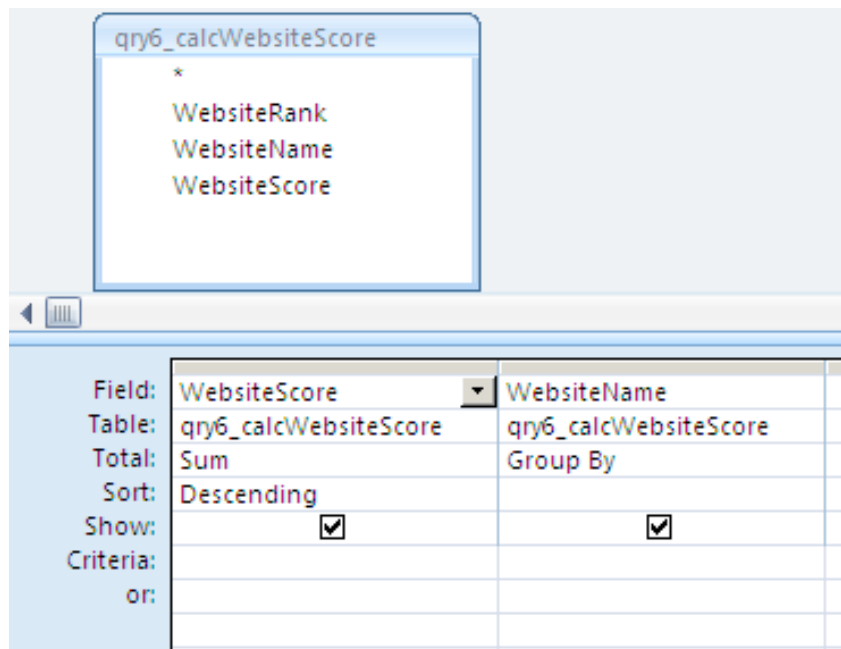 qry6_calcWebsiteScore
*
WebsiteRank
WebsiteName
WebsiteScore
Field: WebsiteScore WebsiteName
Table: qry6_calcWebsiteScore qry6_calcWebsiteScore
Total: Sum Group By
Sort: Descending
Show:
Criteria:
or: